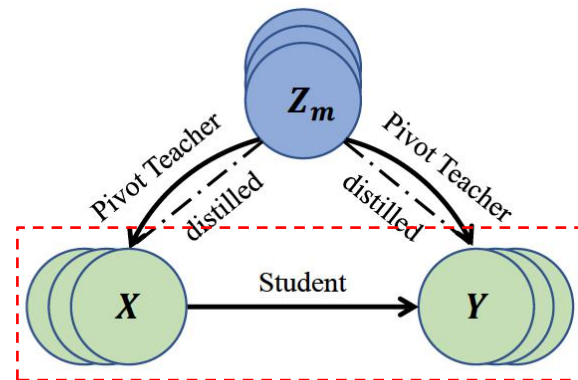 Z_m
Pivot Teacher
distilled
distilled
Pivot Teacher
X
Student
Y